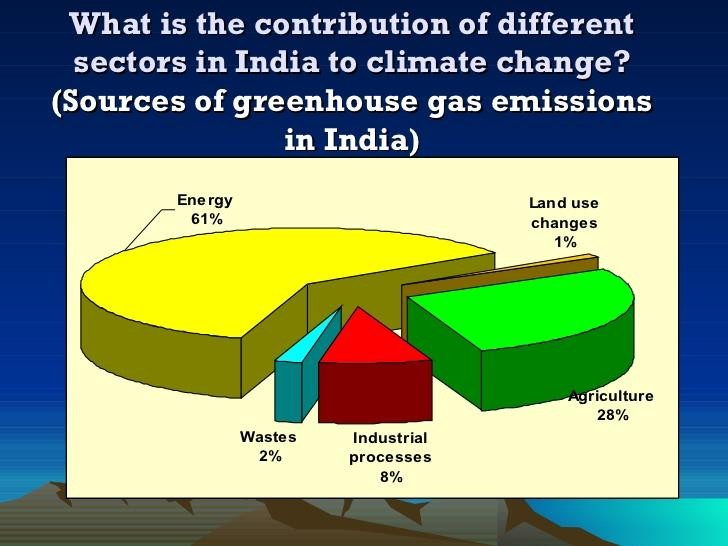 What is the contribution of different
sectors in India to climate change?
(Sources of greenhouse gas emissions
in India)
Energy
61%
Land use
changes
1%
Agriculture
28%
Wastes
2%
Industrial
processes
8%